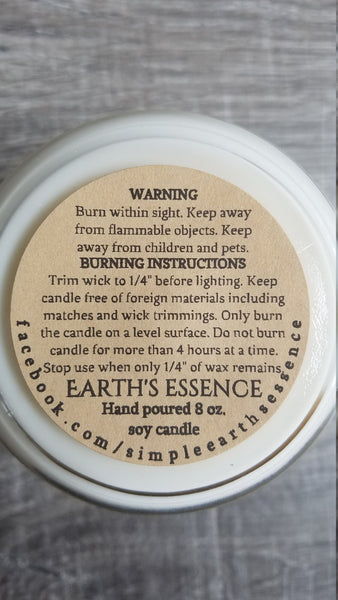 WARNING
Burn within sight. Keep away
from flammable objects. Keep
away from children and pets.
BURNING INSTRUCTIONS
Trim wick to 1/4" before lighting. Keep
candle free of foreign materials including
matches and wick trimmings. Only burn
the candle on a level surface. Do not burn
candle for more than 4 hours at a time.
Stop use when only 1/4" of wax remains.
EARTH'S ESSENCE
Hand poured 8 oz.
soy candle
facebook.com/simpleearthsessence